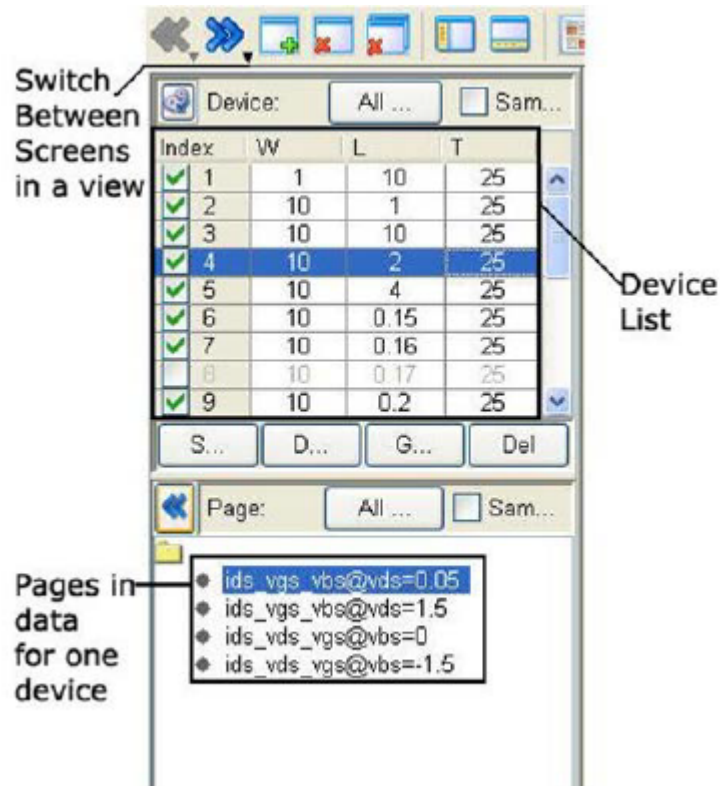 Switch
Between
Screens
in a view
Device: All ... Sam...
Index W L T
1 1 10 25
2 10 1 25
3 10 10 25
4 10 2 25
5 10 4 25
6 10 0.15 25
7 10 0.16 25
8 10 0.17 25
9 10 0.2 25
Device
List
S... D... G... Del
Page: All ... Sam...
ids_vgs_vbs@vds=0.05
ids_vgs_vbs@vds=1.5
ids_vds_vgs@vbs=0
ids_vds_vgs@vbs=-1.5
Pages in
data
for one
device